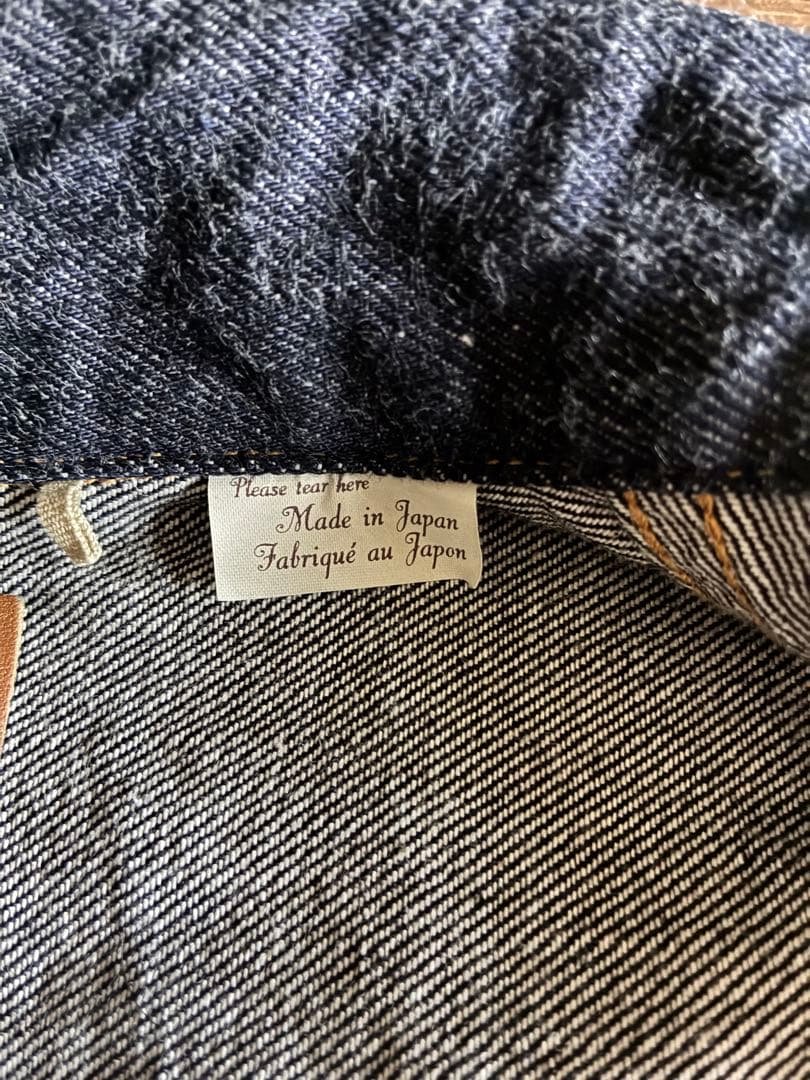 Please tear here
Made in Japan
Fabriqué au Japon